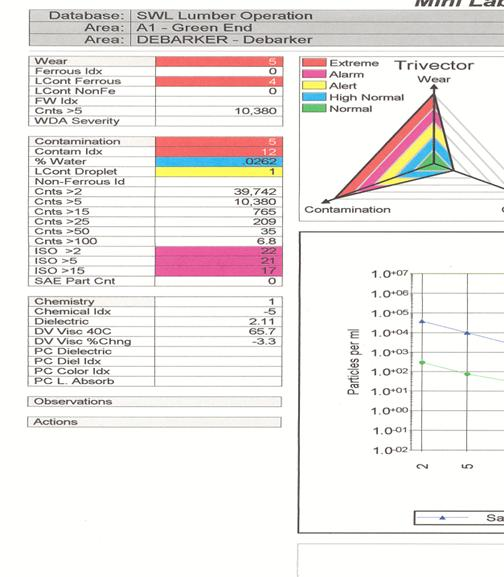 Mini Lab
Database: SWL Lumber Operation
Area: A1 - Green End
Area: DEBARKER - Debarker
Wear 5
Ferrous Idx 0
LCont Ferrous 4
LCont NonFe 0
FW Idx
Cnts >5 10,380
WDA Severity
Contamination 5
Contam Idx 12
% Water .0262
LCont Droplet 1
Non-Ferrous Id
Cnts >2 39,742
Cnts >5 10,380
Cnts >15 765
Cnts >25 209
Cnts >50 35
Cnts >100 6.8
ISO >2 22
ISO >5 21
ISO >15 17
SAE Part Cnt 0
Chemistry 1
Chemical Idx -5
Dielectric 2.11
DV Visc 40C 65.7
DV Visc %Chng -3.3
PC Dielectric
PC Diel Idx
PC Color Idx
PC L. Absorb
Observations
Actions
Extreme
Alarm
Alert
High Normal
Normal
Trivector
Wear
Contamination
C
Particles per ml
1.0+07
1.0+06
1.0+05
1.0+04
1.0+03
1.0+02
1.0+01
1.0+00
1.0-01
1.0-02
2 5
Sa